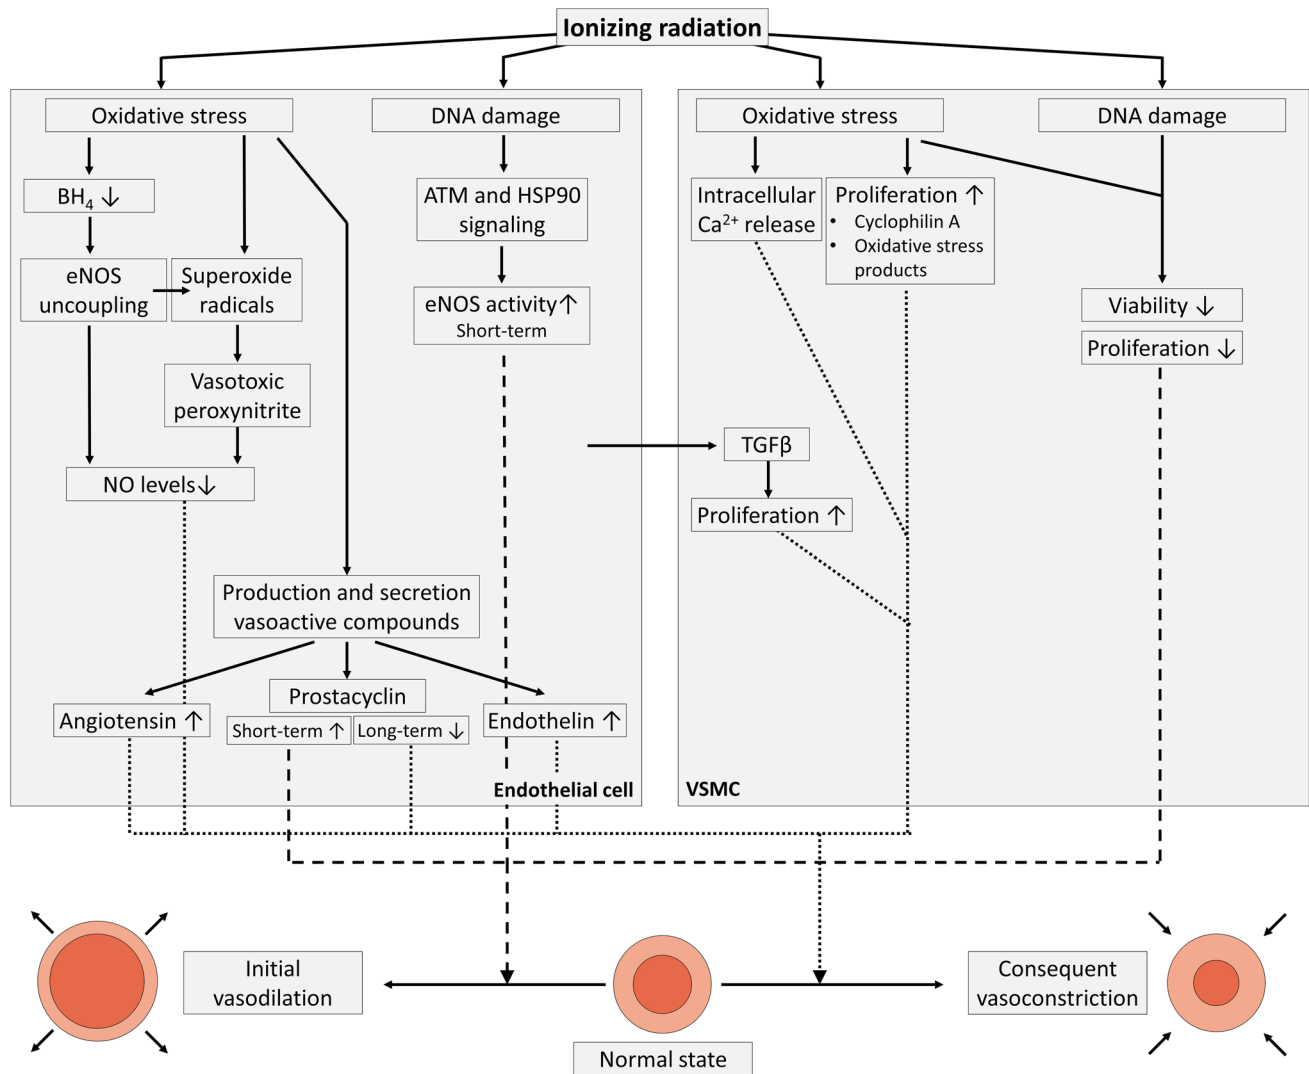 Ionizing radiation
Oxidative stress
DNA damage
BH₄ ↓
ATM and HSP90
signaling
eNOS
uncoupling
Superoxide
radicals
eNOS activity↑
Short-term
Vasotoxic
peroxynitrite
NO levels↓
Production and secretion
vasoactive compounds
Angiotensin ↑
Prostacyclin
Short-term ↑
Long-term ↓
Endothelin ↑
Endothelial cell
Oxidative stress
DNA damage
Intracellular
Ca²⁺ release
Proliferation ↑
• Cyclophilin A
• Oxidative stress
products
Viability ↓
Proliferation ↓
TGFβ
Proliferation ↑
VSMC
Initial
vasodilation
Normal state
Consequent
vasoconstriction